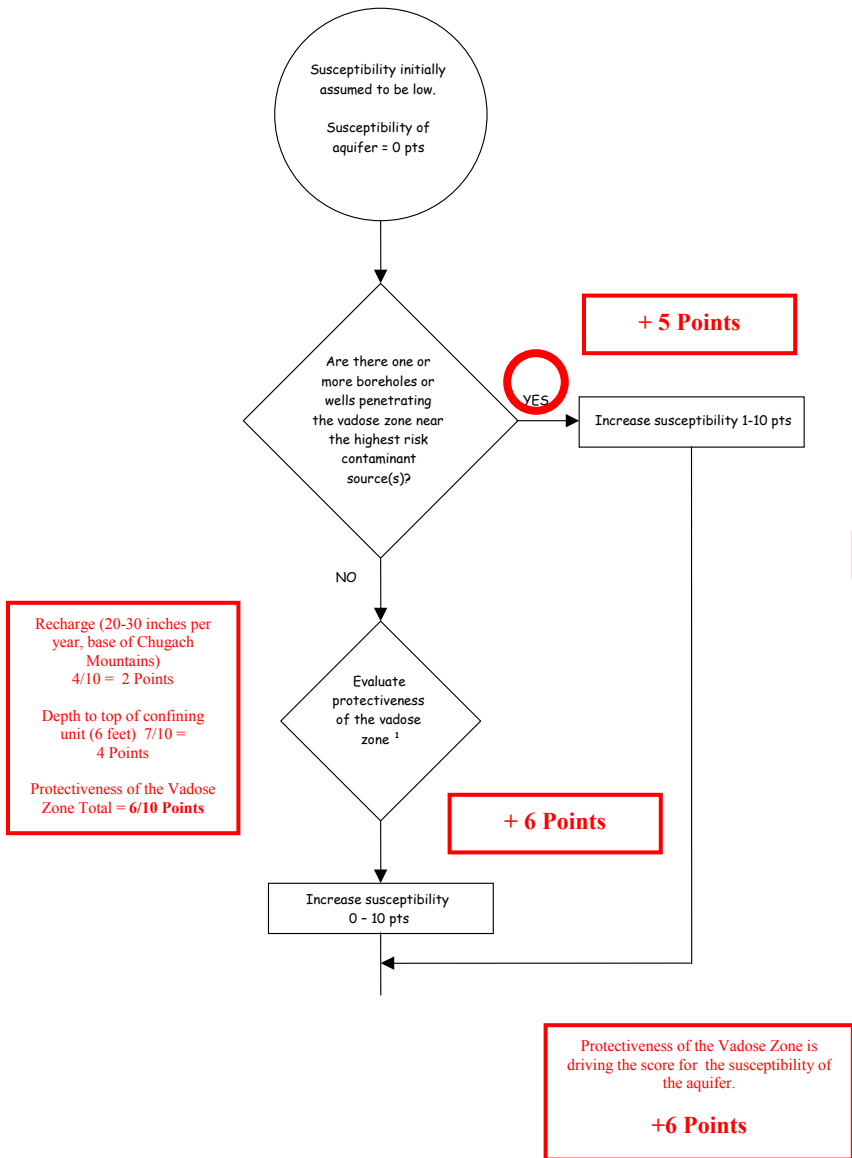 Susceptibility initially
assumed to be low.
Susceptibility of
aquifer = 0 pts
+ 5 Points
Are there one or
more boreholes or
wells penetrating
the vadose zone near
the highest risk
contaminant
source(s)?
YES
Increase susceptibility 1-10 pts
NO
Recharge (20-30 inches per
year, base of Chugach
Mountains)
4/10 = 2 Points
Depth to top of confining
unit (6 feet) 7/10 =
4 Points
Protectiveness of the Vadose
Zone Total = 6/10 Points
Evaluate
protectiveness
of the vadose
zone ¹
+ 6 Points
Increase susceptibility
0 – 10 pts
Protectiveness of the Vadose Zone is
driving the score for the susceptibility of
the aquifer.
+6 Points